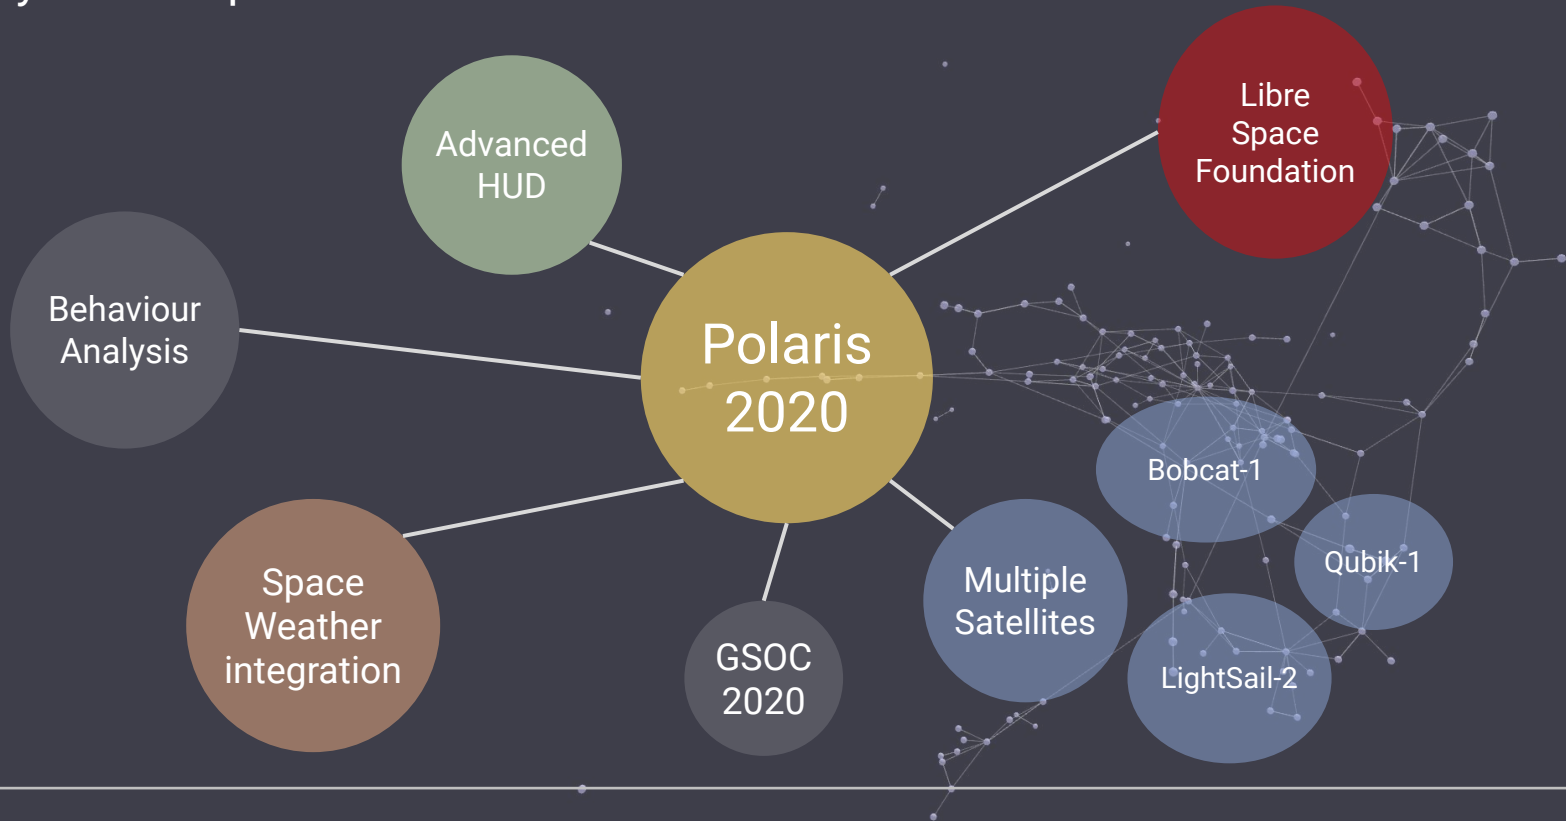 Libre
Space
Foundation
Advanced
HUD
Behaviour
Analysis
Polaris
2020
Bobcat-1
Qubik-1
Multiple
Satellites
Space
Weather
integration
GSOC
2020
LightSail-2